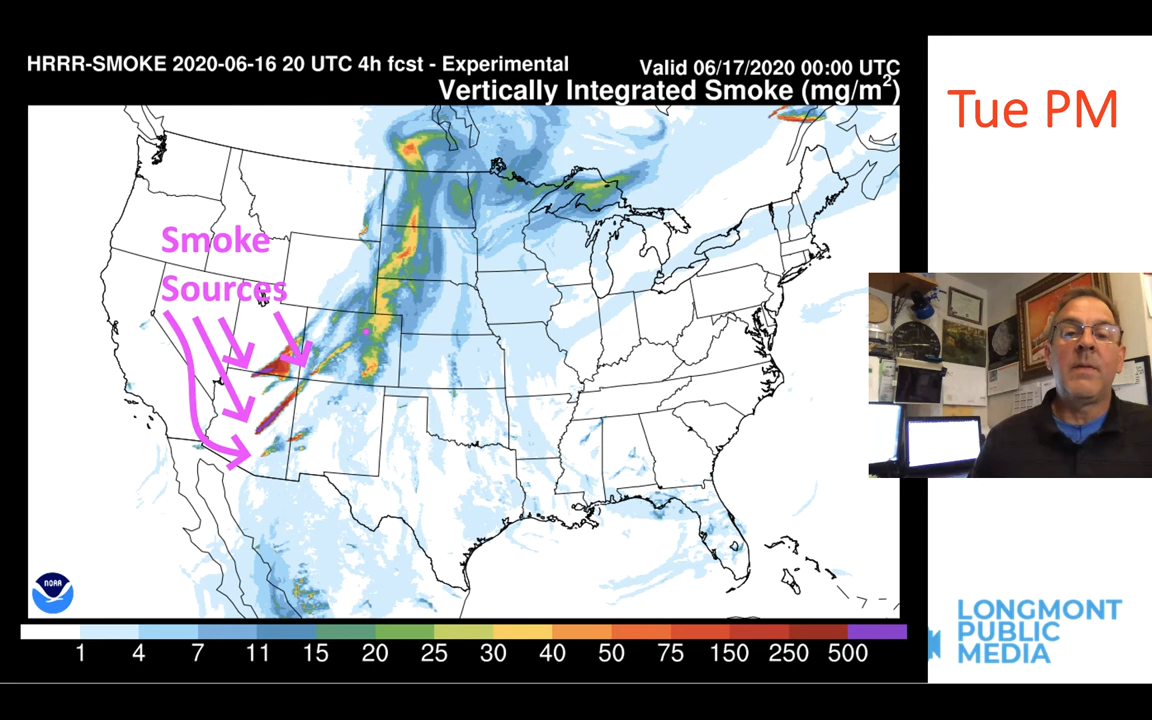 HRRR-SMOKE 2020-06-16 20 UTC 4h fcst - Experimental
Valid 06/17/2020 00:00 UTC
Vertically Integrated Smoke (mg/m²)
Tue PM
Smoke
Sources
NOAA
1 4 7 11 15 20 25 30 40 50 75 150 250 500
LONGMONT
PUBLIC
MEDIA